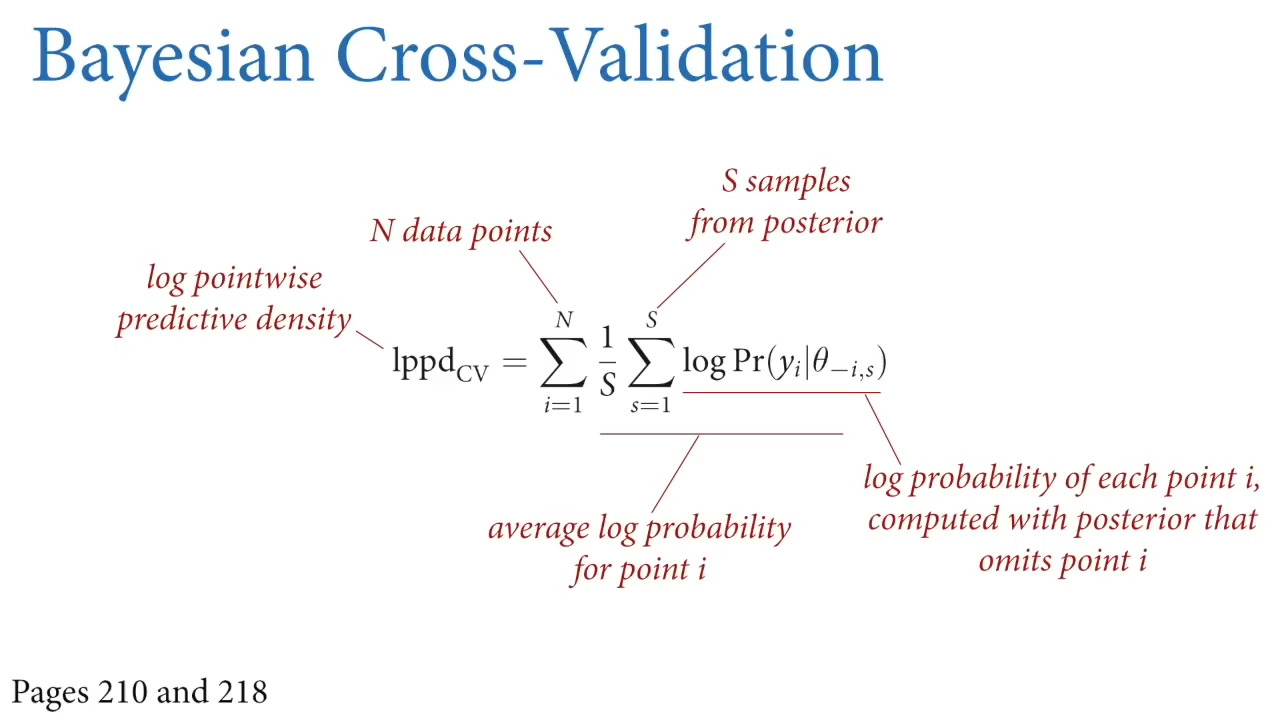 Bayesian Cross-Validation
S samples
from posterior
N data points
log pointwise
predictive density
lppd_CV = ∑_{i=1}^{N} 1/S ∑_{s=1}^{S} log Pr(y_i|θ_{−i,s})
log probability of each point i,
computed with posterior that
omits point i
average log probability
for point i
Pages 210 and 218